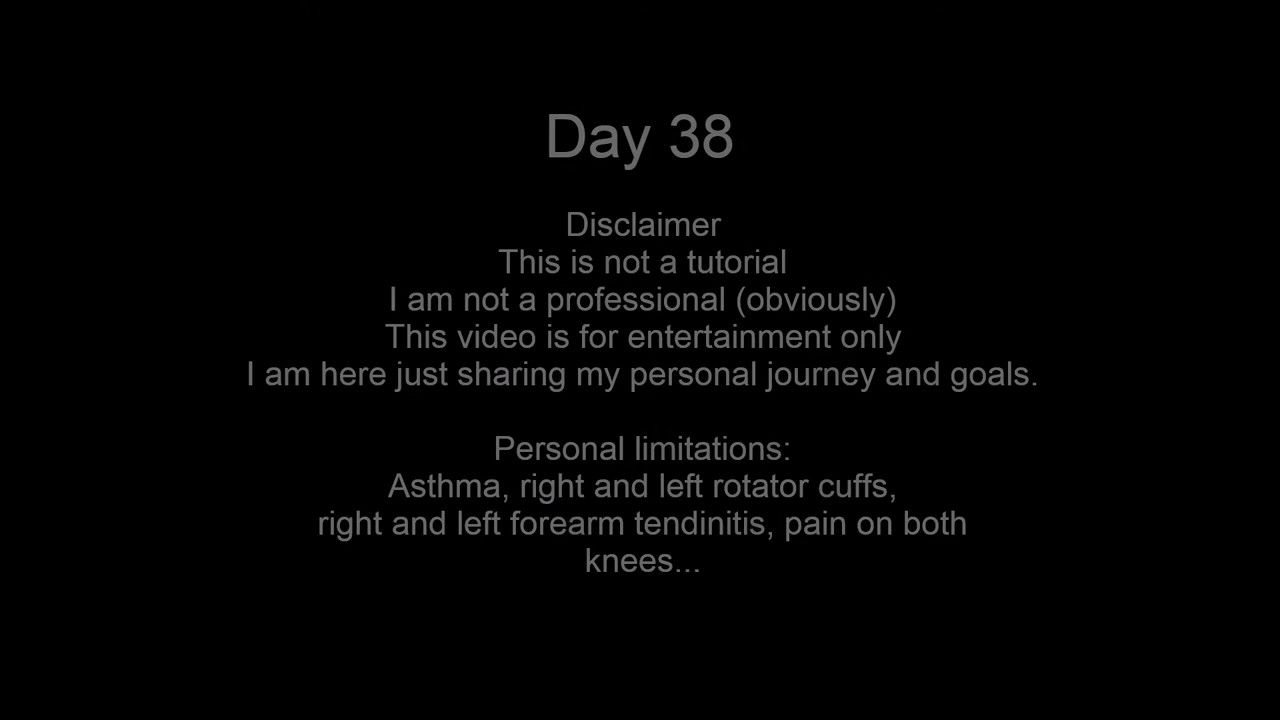 Day 38
Disclaimer
This is not a tutorial
I am not a professional (obviously)
This video is for entertainment only
I am here just sharing my personal journey and goals.
Personal limitations:
Asthma, right and left rotator cuffs,
right and left forearm tendinitis, pain on both
knees...